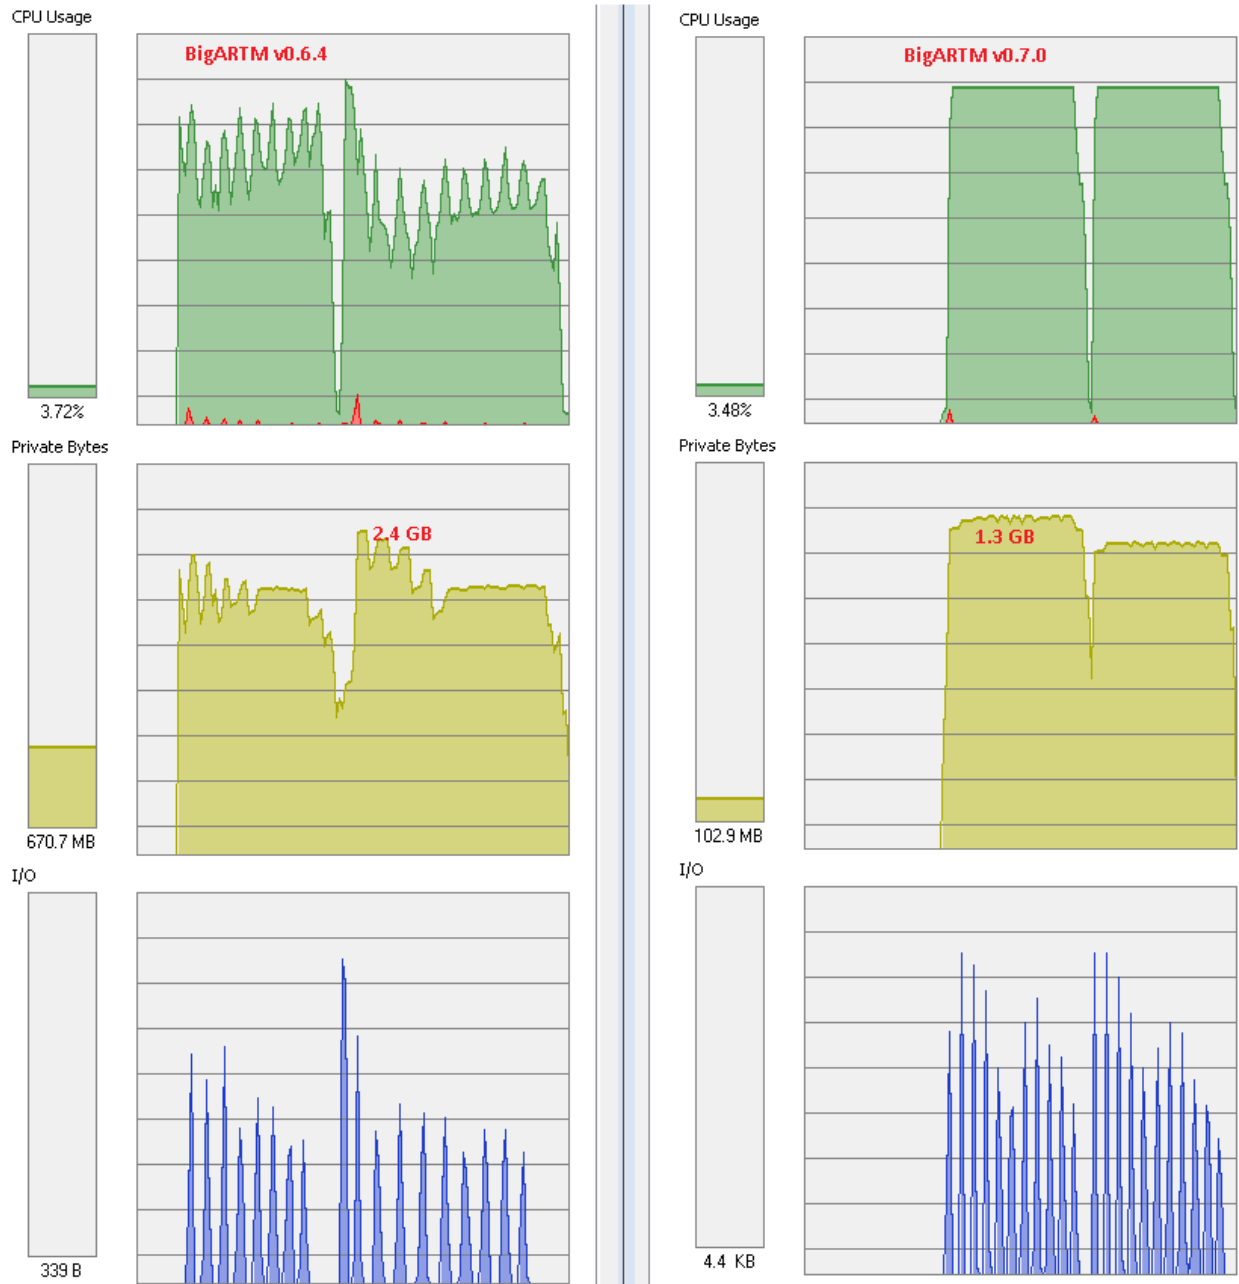 CPU Usage
BigARTM v0.6.4
3.72%
Private Bytes
2.4 GB
670.7 MB
I/O
339 B
CPU Usage
BigARTM v0.7.0
3.48%
Private Bytes
1.3 GB
102.9 MB
I/O
4.4 KB